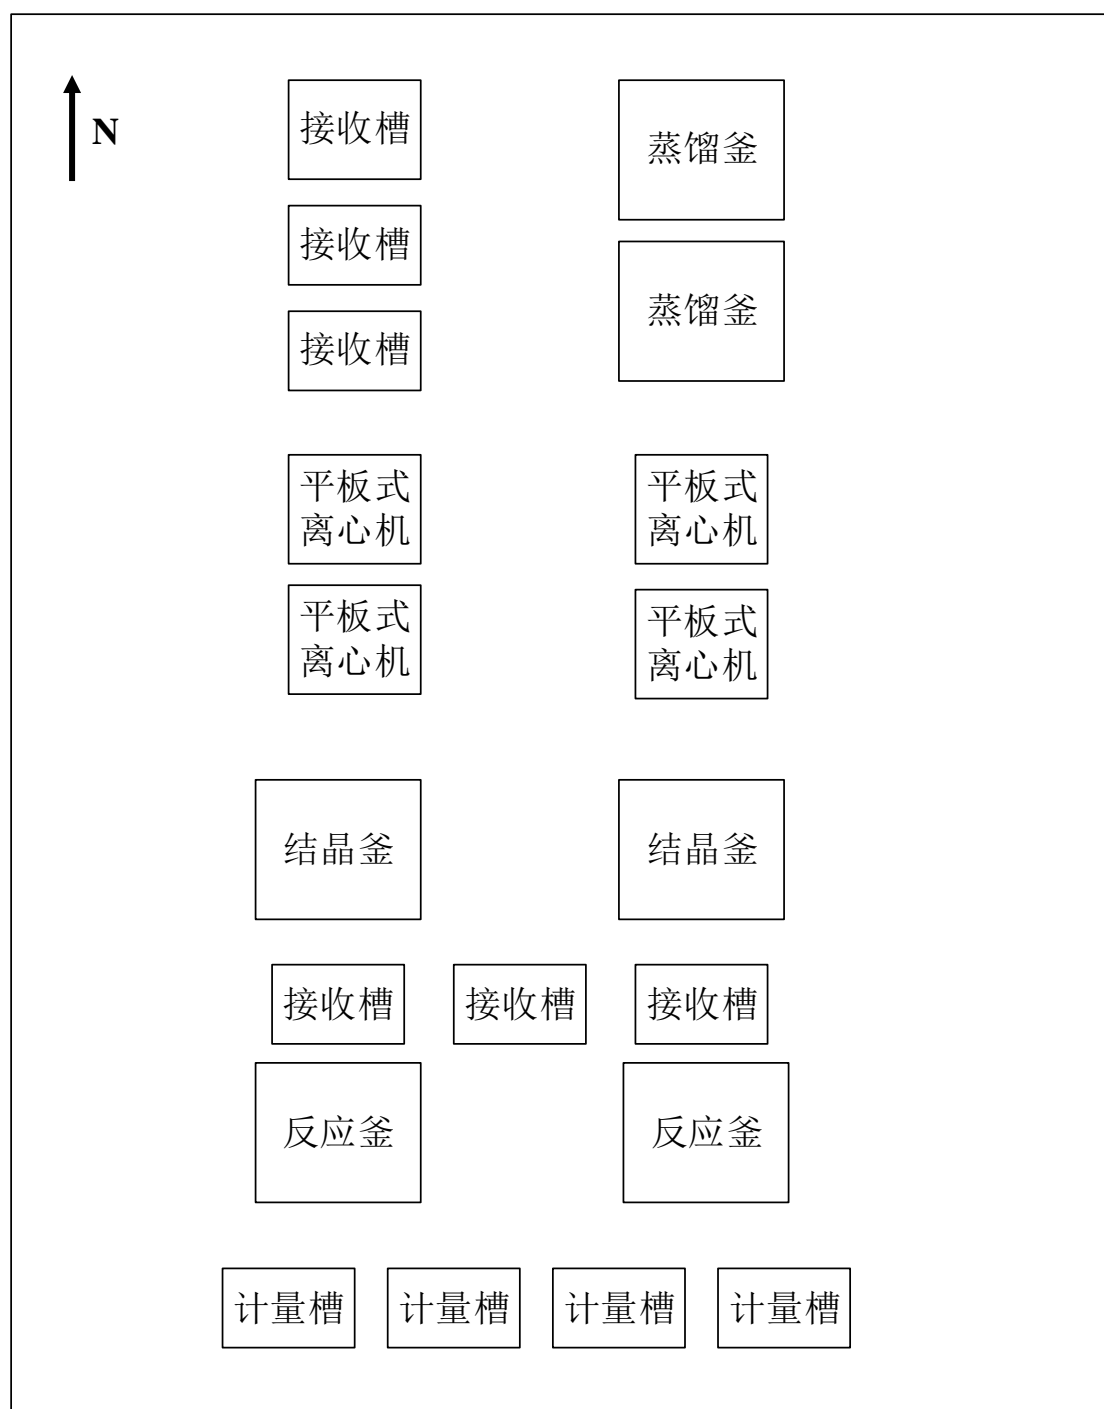 N
接收槽
蒸馏釜
接收槽
蒸馏釜
接收槽
平板式
离心机
平板式
离心机
平板式
离心机
平板式
离心机
结晶釜
结晶釜
接收槽
接收槽
接收槽
反应釜
反应釜
计量槽
计量槽
计量槽
计量槽